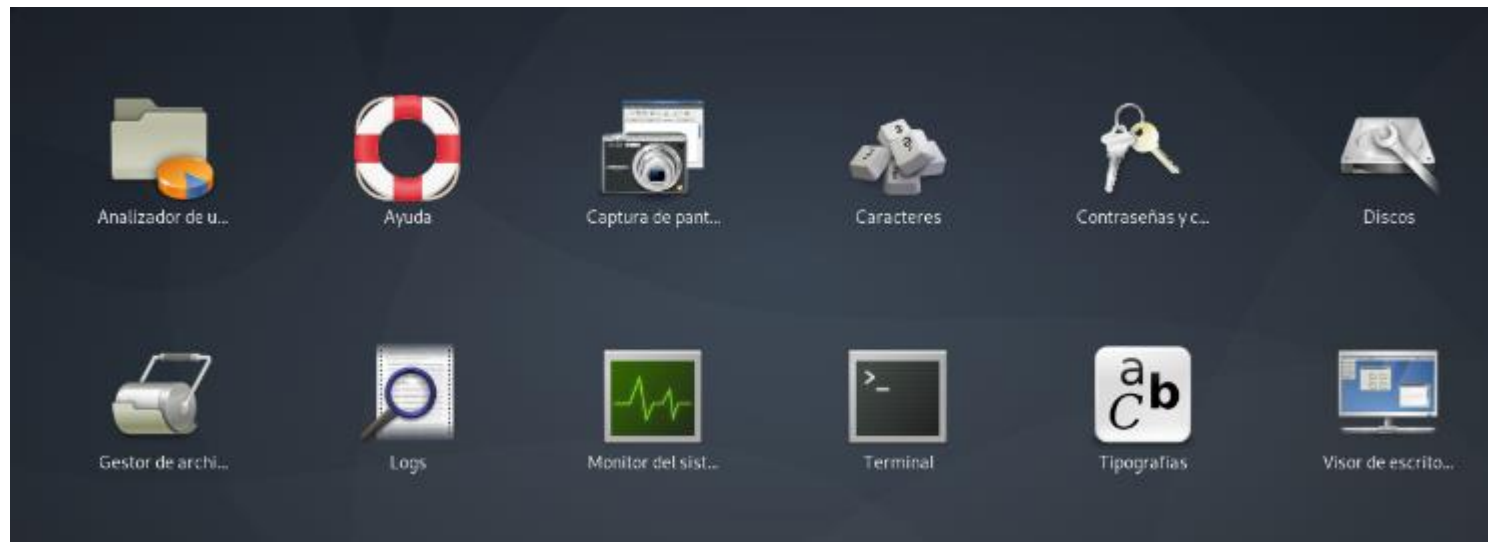 Analizador de u...
Ayuda
Captura de pant...
Caracteres
Contraseñas y c...
Discos
Gestor de archi...
Logs
Monitor del sist...
>_
Terminal
a
b
C
Tipografías
Visor de escrito...